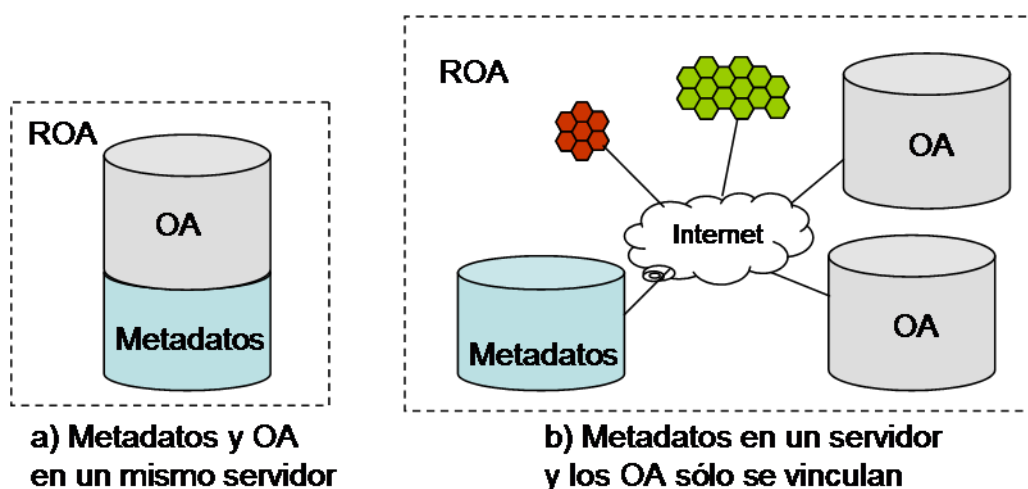 ROA
OA
Metadatos
a) Metadatos y OA
en un mismo servidor
ROA
OA
Internet
Metadatos
OA
b) Metadatos en un servidor
y los OA sólo se vinculan